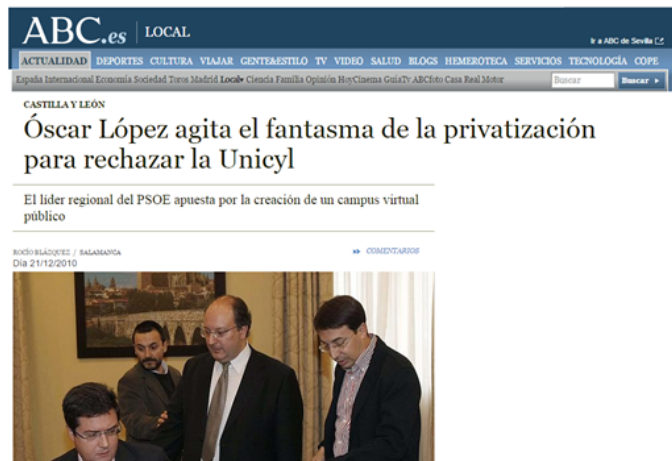 ABC.es LOCAL
Ir a ABC de Sevilla
ACTUALIDAD DEPORTES CULTURA VIAJAR GENTE&ESTILO TV VIDEO SALUD BLOGS HEMEROTECA SERVICIOS TECNOLOGÍA COPE
España Internacional Economía Sociedad Toros Madrid Local Ciencia Familia Opinión HoyCinema GuíaTv ABCfoto Casa Real Motor Buscar Buscar
CASTILLA Y LEÓN
Óscar López agita el fantasma de la privatización
para rechazar la Unicyl
El líder regional del PSOE apuesta por la creación de un campus virtual
público
ROCÍO BLÁZQUEZ / SALAMANCA COMENTARIOS
Día 21/12/2010